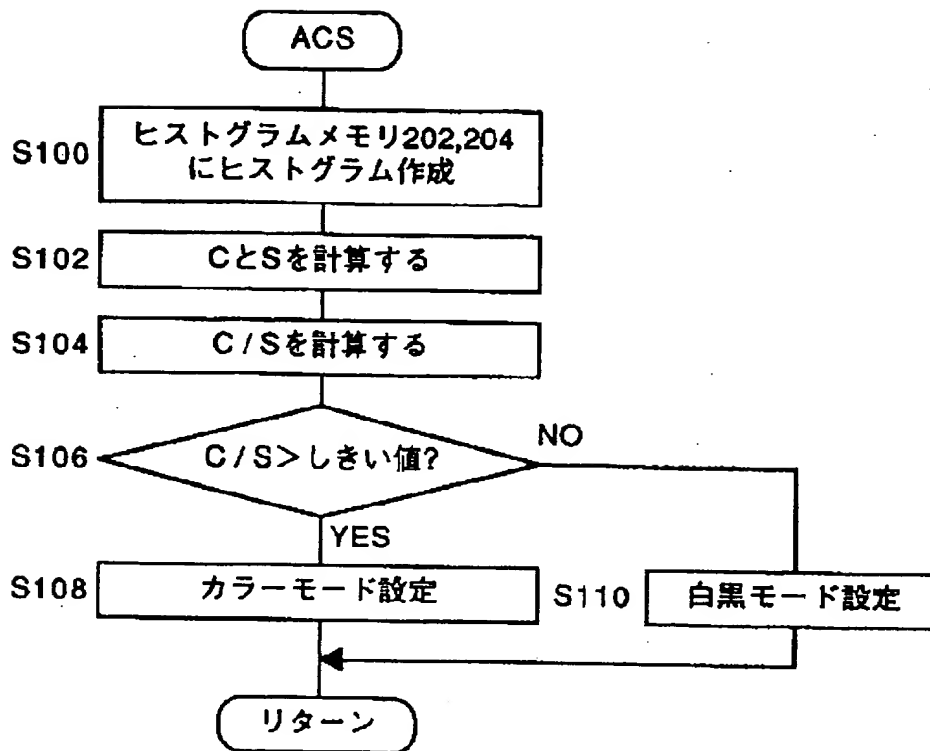 ACS
S100
ヒストグラムメモリ202,204
にヒストグラム作成
S102
CとSを計算する
S104
C/Sを計算する
S106
C/S>しきい値?
NO
YES
S108
カラーモード設定
S110
白黒モード設定
リターン